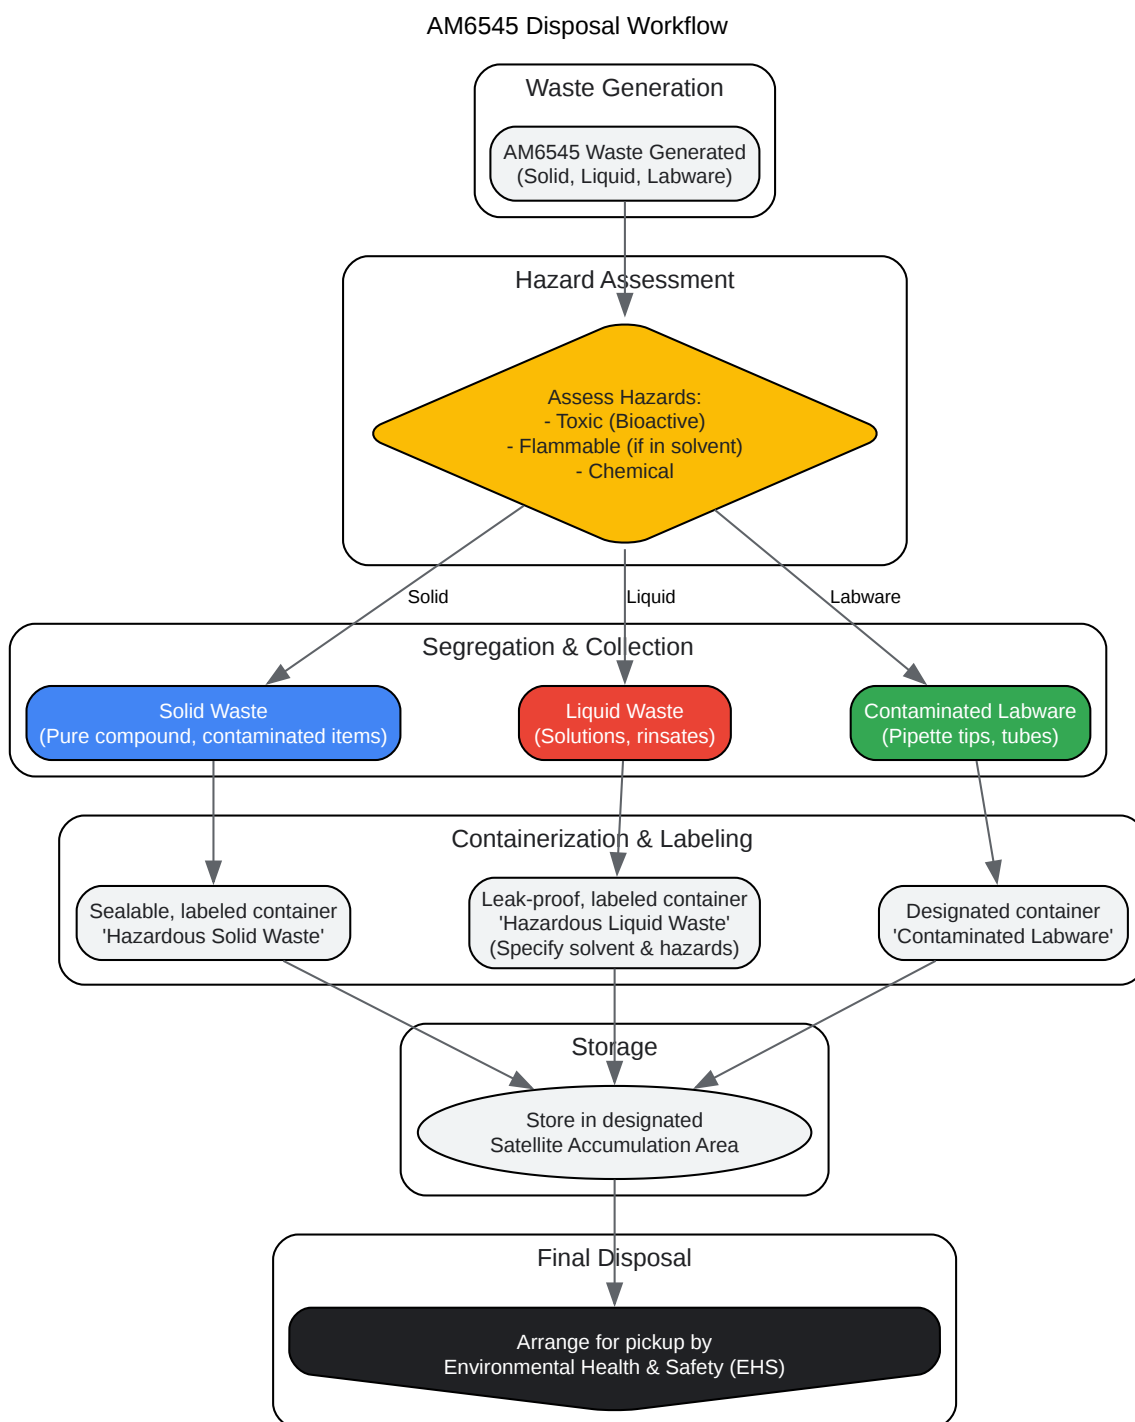 AM6545 Disposal Workflow
Waste Generation
AM6545 Waste Generated
(Solid, Liquid, Labware)
Hazard Assessment
Assess Hazards:
- Toxic (Bioactive)
- Flammable (if in solvent)
- Chemical
Solid
Liquid
Labware
Segregation & Collection
Solid Waste
(Pure compound, contaminated items)
Liquid Waste
(Solutions, rinsates)
Contaminated Labware
(Pipette tips, tubes)
Containerization & Labeling
Sealable, labeled container
'Hazardous Solid Waste'
Leak-proof, labeled container
'Hazardous Liquid Waste'
(Specify solvent & hazards)
Designated container
'Contaminated Labware'
Storage
Store in designated
Satellite Accumulation Area
Final Disposal
Arrange for pickup by
Environmental Health & Safety (EHS)